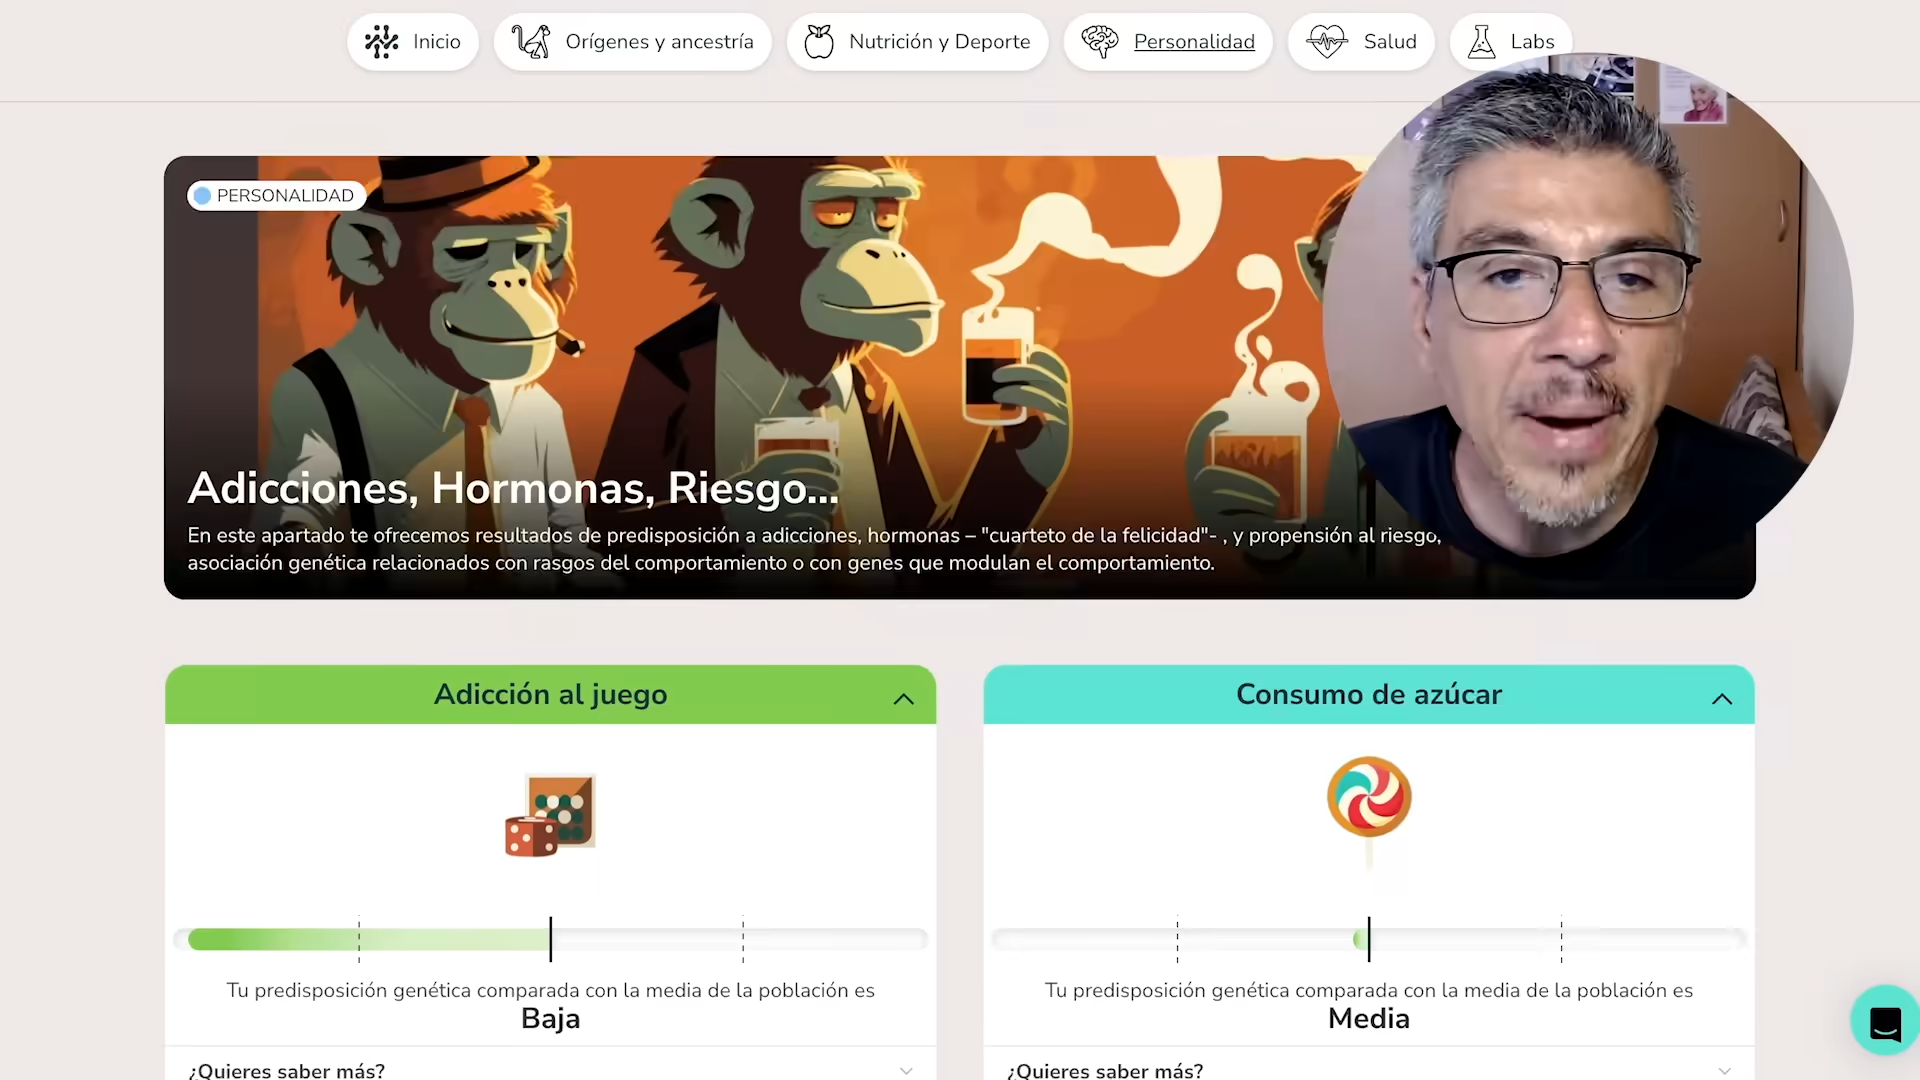 Inicio
Orígenes y ancestría
Nutrición y Deporte
Personalidad
Salud
Labs
PERSONALIDAD
Adicciones, Hormonas, Riesgo...
En este apartado te ofrecemos resultados de predisposición a adicciones, hormonas – "cuarteto de la felicidad"- , y propensión al riesgo,
asociación genética relacionados con rasgos del comportamiento o con genes que modulan el comportamiento.
Adicción al juego
Tu predisposición genética comparada con la media de la población es
Baja
¿Quieres saber más?
Consumo de azúcar
Tu predisposición genética comparada con la media de la población es
Media
¿Quieres saber más?